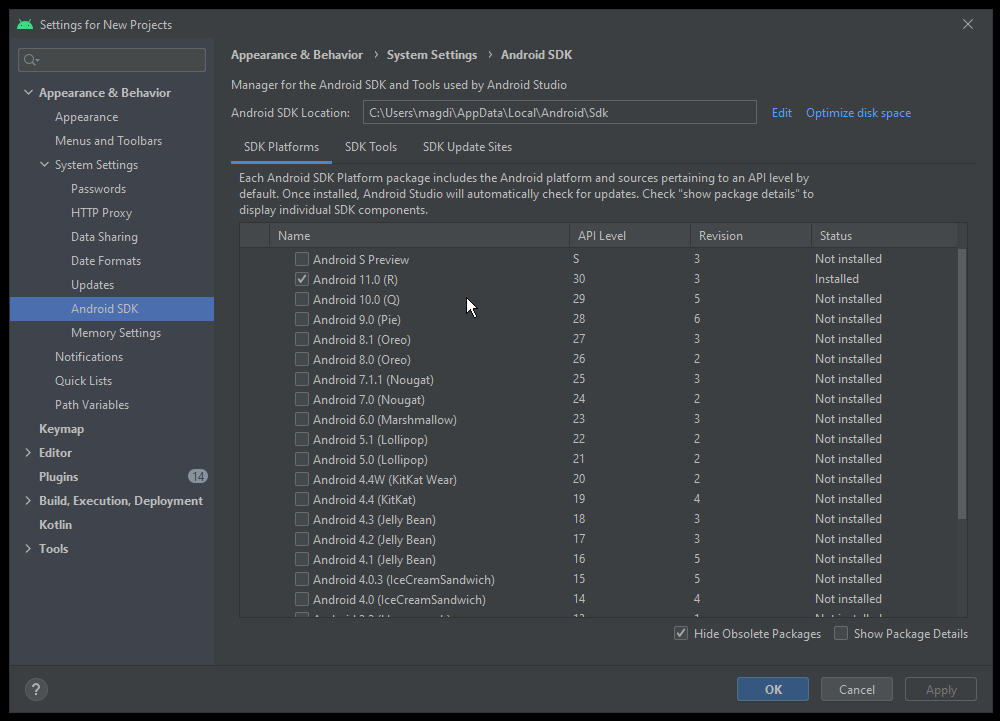 Settings for New Projects
Appearance & Behavior
Appearance
Menus and Toolbars
System Settings
Passwords
HTTP Proxy
Data Sharing
Date Formats
Updates
Android SDK
Memory Settings
Notifications
Quick Lists
Path Variables
Keymap
Editor
Plugins 14
Build, Execution, Deployment
Kotlin
Tools
Appearance & Behavior › System Settings › Android SDK
Manager for the Android SDK and Tools used by Android Studio
Android SDK Location: C:\Users\magdi\AppData\Local\Android\Sdk Edit Optimize disk space
SDK Platforms SDK Tools SDK Update Sites
Each Android SDK Platform package includes the Android platform and sources pertaining to an API level by
default. Once installed, Android Studio will automatically check for updates. Check "show package details" to
display individual SDK components.
Name API Level Revision Status
Android S Preview S 3 Not installed
Android 11.0 (R) 30 3 Installed
Android 10.0 (Q) 29 5 Not installed
Android 9.0 (Pie) 28 6 Not installed
Android 8.1 (Oreo) 27 3 Not installed
Android 8.0 (Oreo) 26 2 Not installed
Android 7.1.1 (Nougat) 25 3 Not installed
Android 7.0 (Nougat) 24 2 Not installed
Android 6.0 (Marshmallow) 23 3 Not installed
Android 5.1 (Lollipop) 22 2 Not installed
Android 5.0 (Lollipop) 21 2 Not installed
Android 4.4W (KitKat Wear) 20 2 Not installed
Android 4.4 (KitKat) 19 4 Not installed
Android 4.3 (Jelly Bean) 18 3 Not installed
Android 4.2 (Jelly Bean) 17 3 Not installed
Android 4.1 (Jelly Bean) 16 5 Not installed
Android 4.0.3 (IceCreamSandwich) 15 5 Not installed
Android 4.0 (IceCreamSandwich) 14 4 Not installed
Hide Obsolete Packages Show Package Details
? OK Cancel Apply